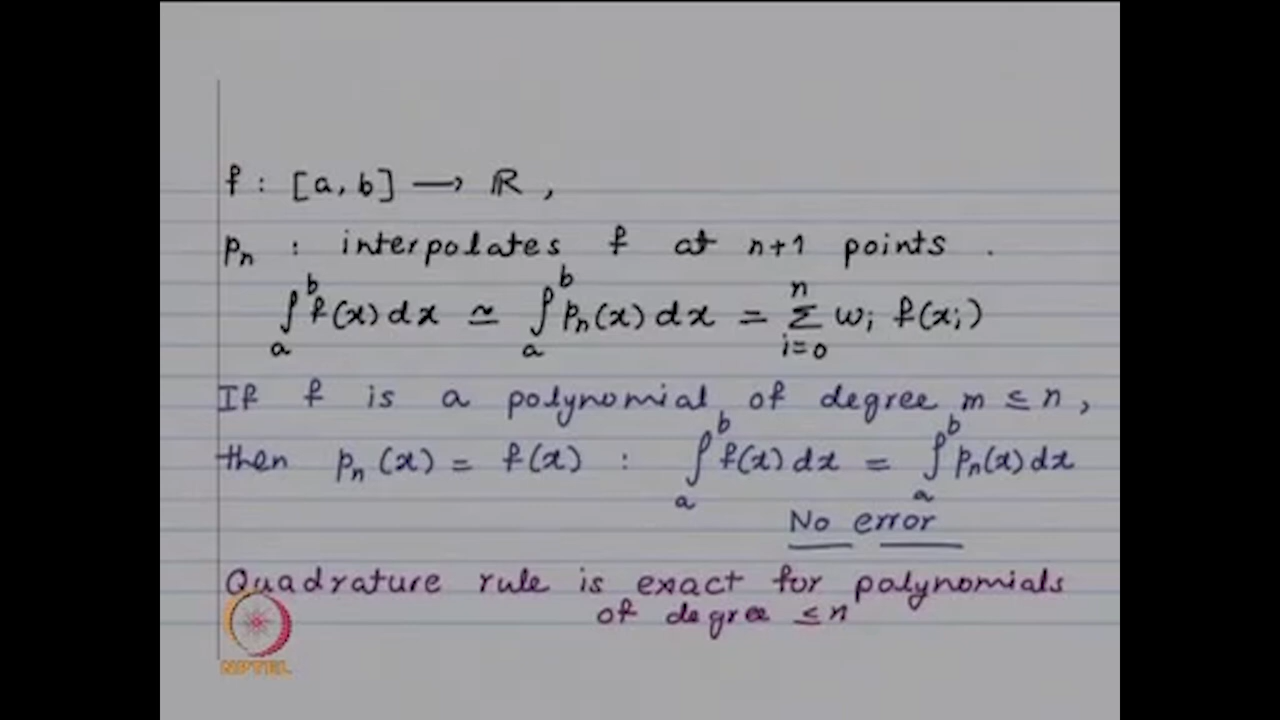 f : [a, b] ⟶ ℝ ,
pₙ : interpolates f at n+1 points .
∫ₐᵇ f(x) dx ≃ ∫ₐᵇ pₙ(x) dx = Σᵢ₌₀ⁿ wᵢ f(xᵢ)
If f is a polynomial of degree m ≤ n ,
then pₙ(x) = f(x) : ∫ₐᵇ f(x) dx = ∫ₐᵇ pₙ(x) dx
No error
Quadrature rule is exact for polynomials
of degree ≤ n
NPTEL